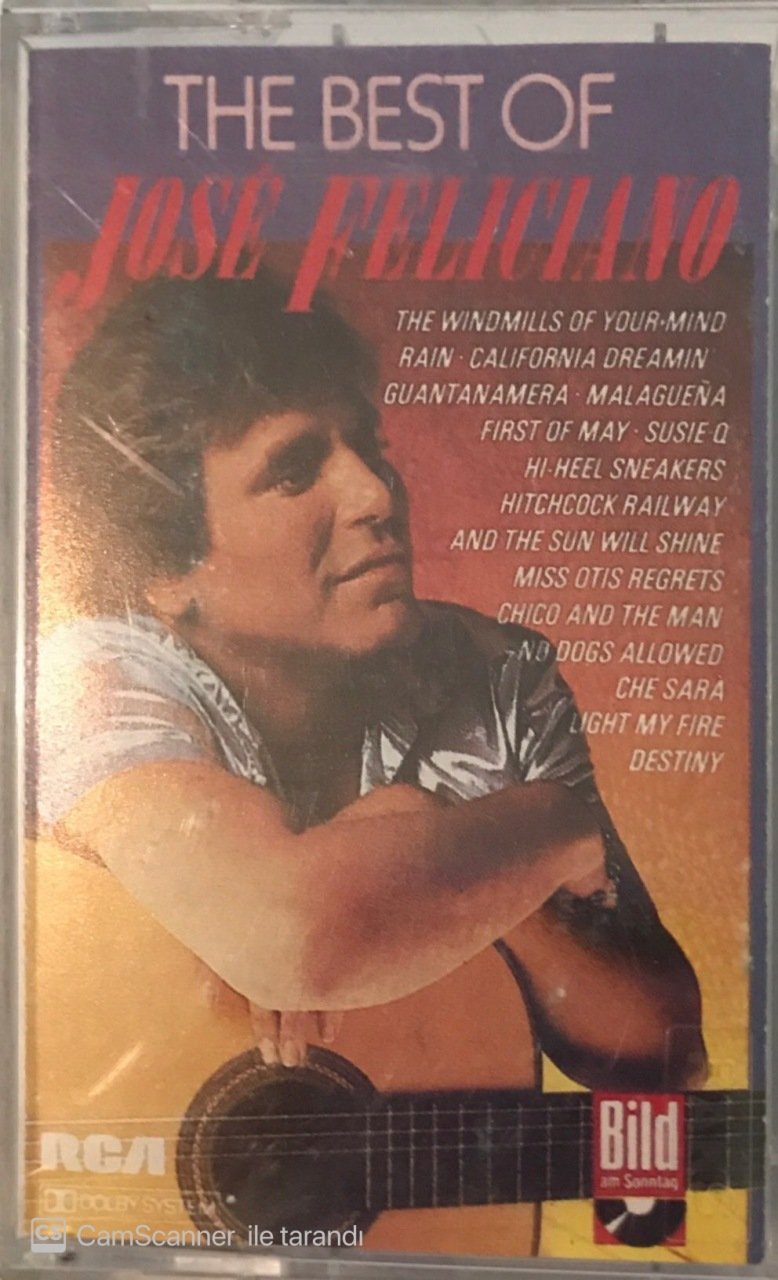 THE BEST OF
JOSÉ FELICIANO
THE WINDMILLS OF YOUR·MIND
RAIN · CALIFORNIA DREAMIN'
GUANTANAMERA · MALAGUEÑA
FIRST OF MAY · SUSIE-Q
HI-HEEL SNEAKERS
HITCHCOCK RAILWAY
AND THE SUN WILL SHINE
MISS OTIS REGRETS
CHICO AND THE MAN
NO DOGS ALLOWED
CHE SARÀ
LIGHT MY FIRE
DESTINY
Bild
am Sonntag
RCA
DOLBY SYSTEM
CS CamScanner ile tarandı